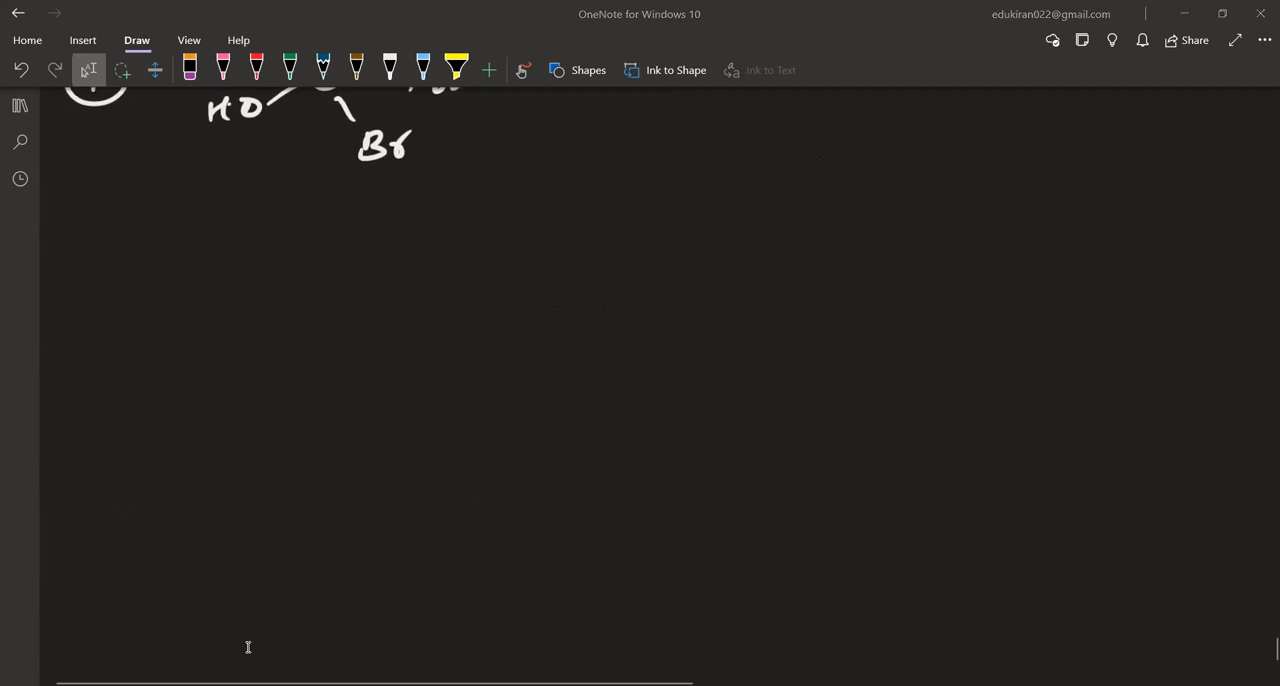 OneNote for Windows 10
edukiran022@gmail.com
Home Insert Draw View Help
Share
Shapes Ink to Shape Ink to Text
HO
Br